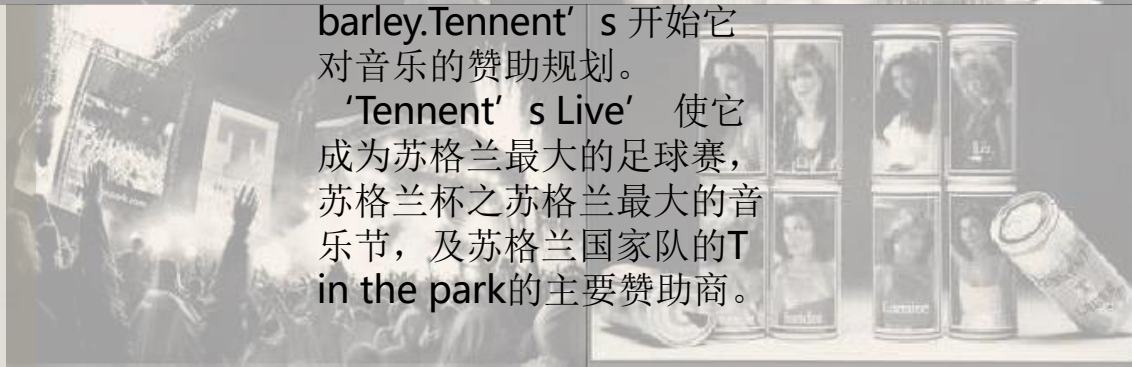 barley.Tennent’s 开始它
对音乐的赞助规划。
‘Tennent’s Live’ 使它
成为苏格兰最大的足球赛，
苏格兰杯之苏格兰最大的音
乐节，及苏格兰国家队的T
in the park的主要赞助商。